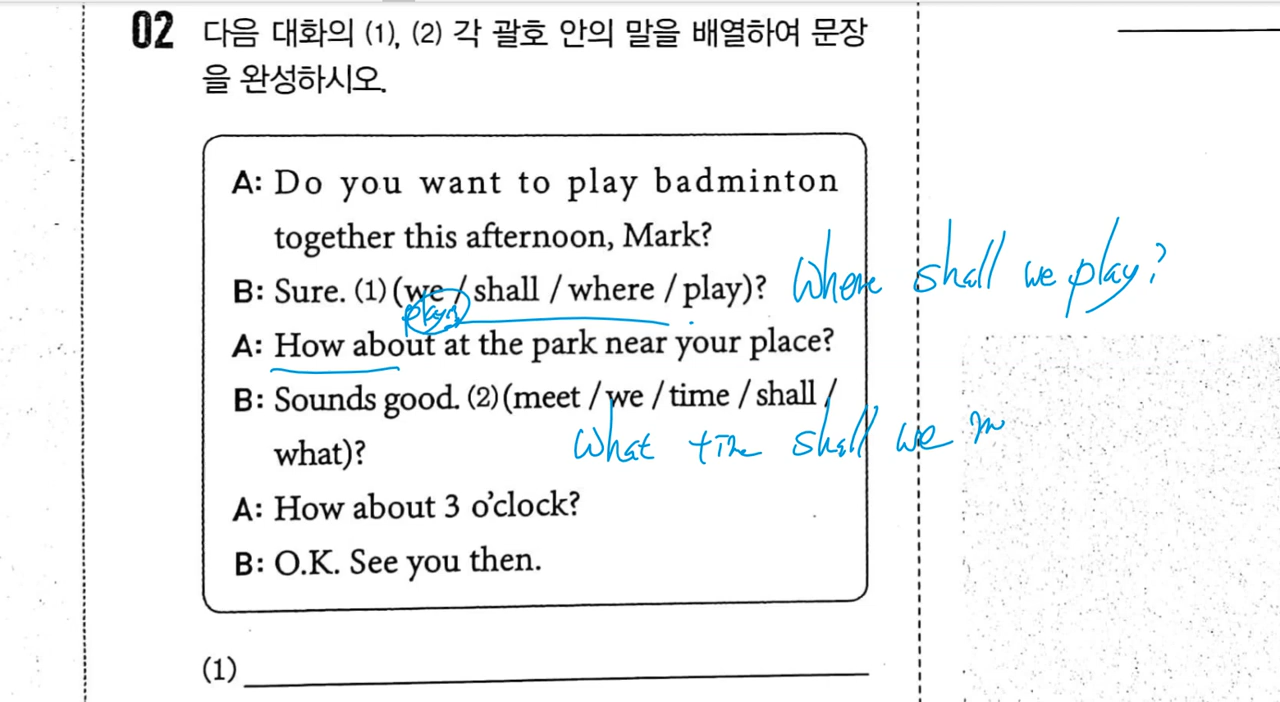 02 다음 대화의 (1), (2) 각 괄호 안의 말을 배열하여 문장
을 완성하시오.
A: Do you want to play badminton
together this afternoon, Mark?
B: Sure. (1) (we / shall / where / play)? Where shall we play?
A: How about at the park near your place?
B: Sounds good. (2) (meet / we / time / shall /
what)? What time shall we m
A: How about 3 o'clock?
B: O.K. See you then.
(1)